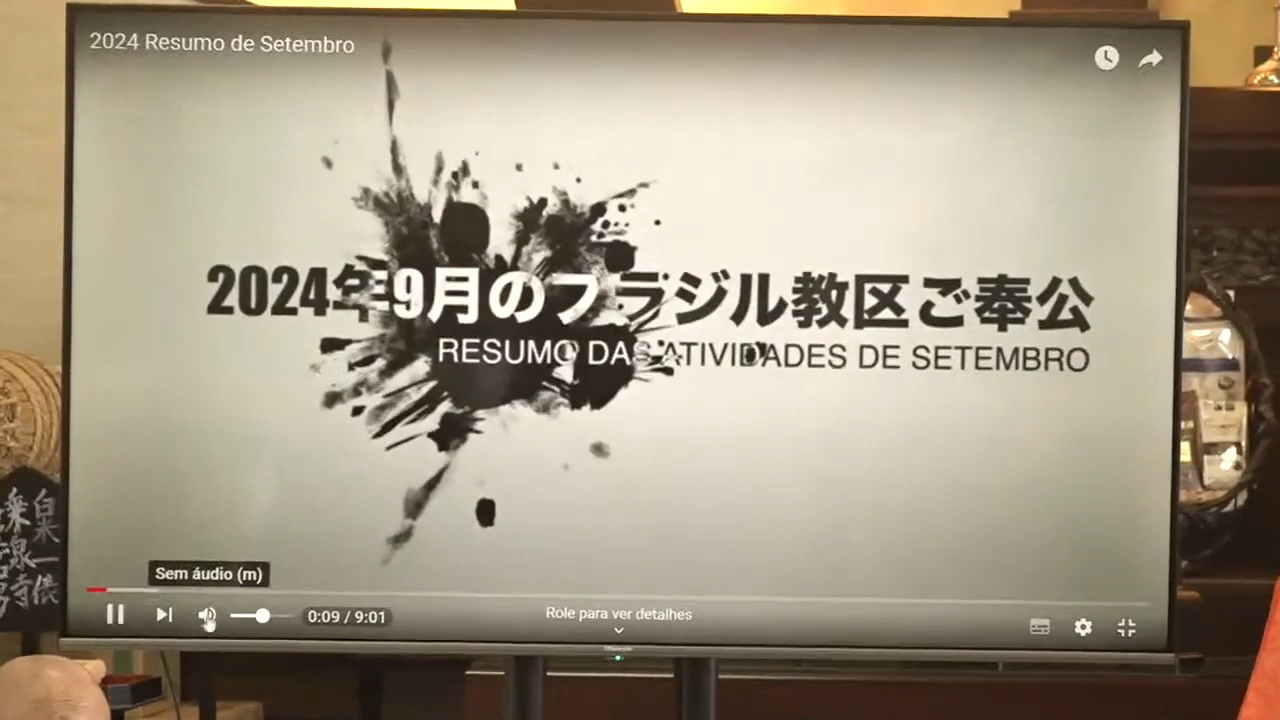 2024 Resumo de Setembro
2024年9月のブラジル教区ご奉公
RESUMO DAS ATIVIDADES DE SETEMBRO
Sem áudio (m)
0:09 / 9:01
Role para ver detalhes